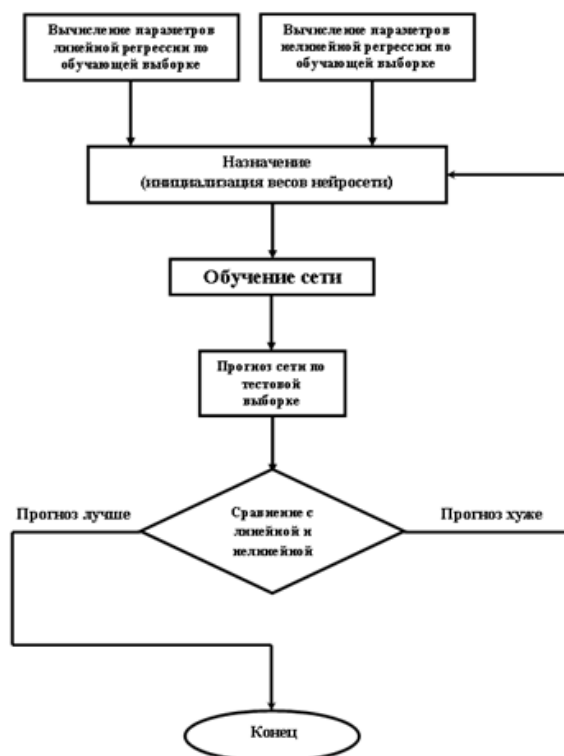 Вычисление параметров
линейной регрессии по
обучающей выборке
Вычисление параметров
нелинейной регрессии по
обучающей выборке
Назначение
(инициализация весов нейросети)
Обучение сети
Прогноз сети по
тестовой
выборке
Прогноз лучше
Сравнение с
линейной и
нелинейной
Прогноз хуже
Конец